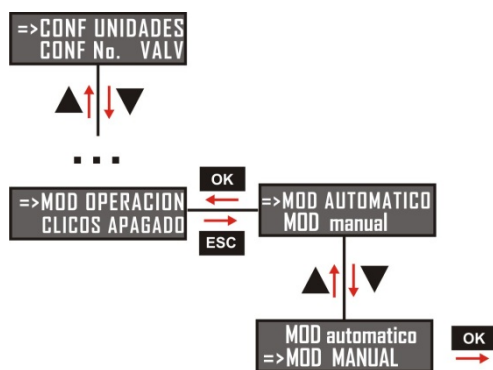 =>CONF UNIDADES
CONF No. VALV
...
=>MOD OPERACION
CLICOS APAGADO
OK
ESC
=>MOD AUTOMATICO
MOD manual
MOD automatico
=>MOD MANUAL
OK